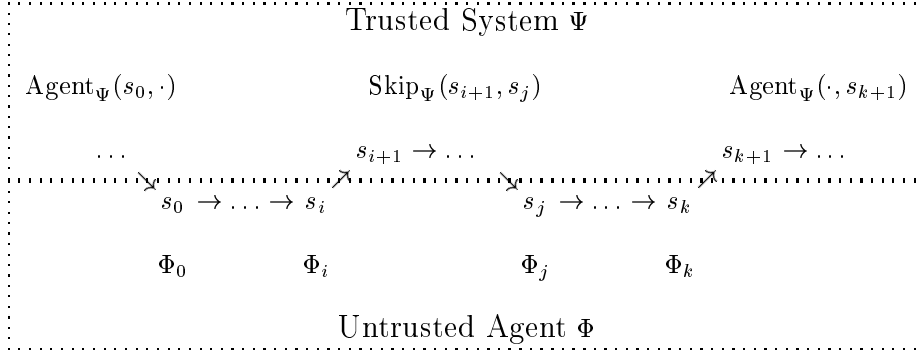 Trusted System Ψ
Agent_Ψ(s_0, ·) Skip_Ψ(s_{i+1}, s_j) Agent_Ψ(·, s_{k+1})
... s_{i+1} → ... s_{k+1} → ...
↘ ↗ ↘ ↗
s_0 → ... → s_i s_j → ... → s_k
Φ_0 Φ_i Φ_j Φ_k
Untrusted Agent Φ